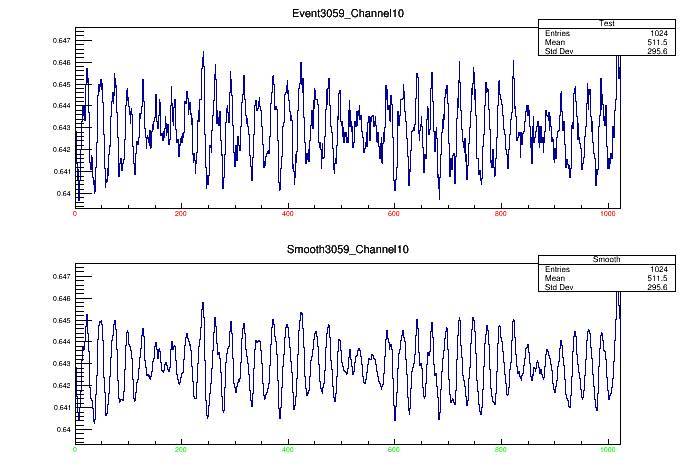 Event3059_Channel10
Test
Entries 1024
Mean 511.5
Std Dev 295.6
0.647
0.646
0.645
0.644
0.643
0.642
0.641
0.64
0 200 400 600 800 1000
Smooth3059_Channel10
Smooth
Entries 1024
Mean 511.5
Std Dev 295.6
0.647
0.646
0.645
0.644
0.643
0.642
0.641
0.64
0 200 400 600 800 1000